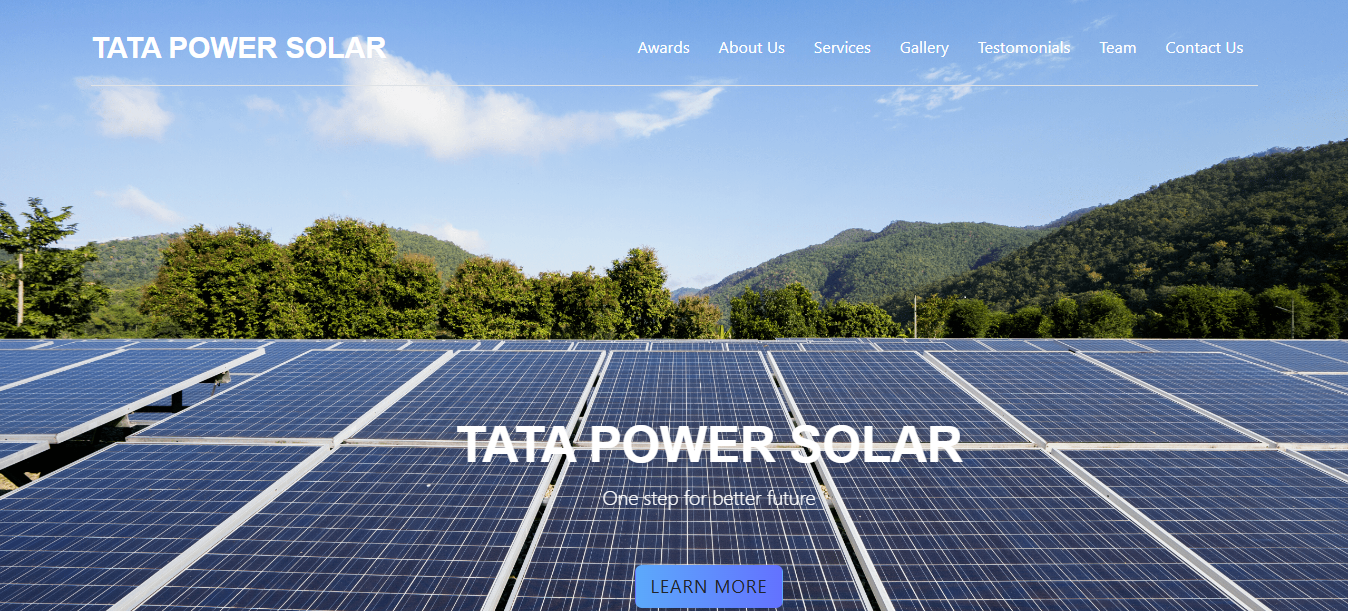 TATA POWER SOLAR
Awards About Us Services Gallery Testomonials Team Contact Us
TATA POWER SOLAR
One step for better future
LEARN MORE